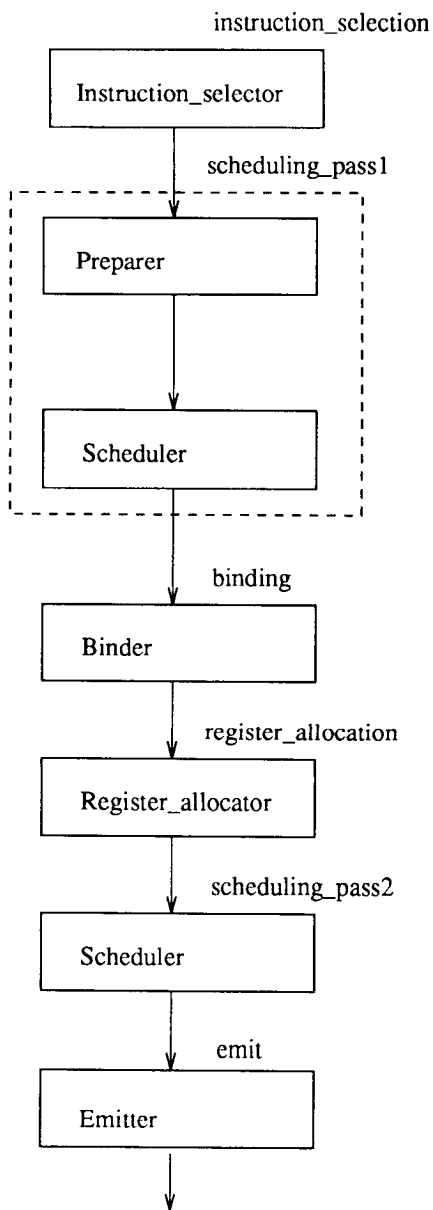 instruction_selection
Instruction_selector
scheduling_pass1
Preparer
Scheduler
binding
Binder
register_allocation
Register_allocator
scheduling_pass2
Scheduler
emit
Emitter